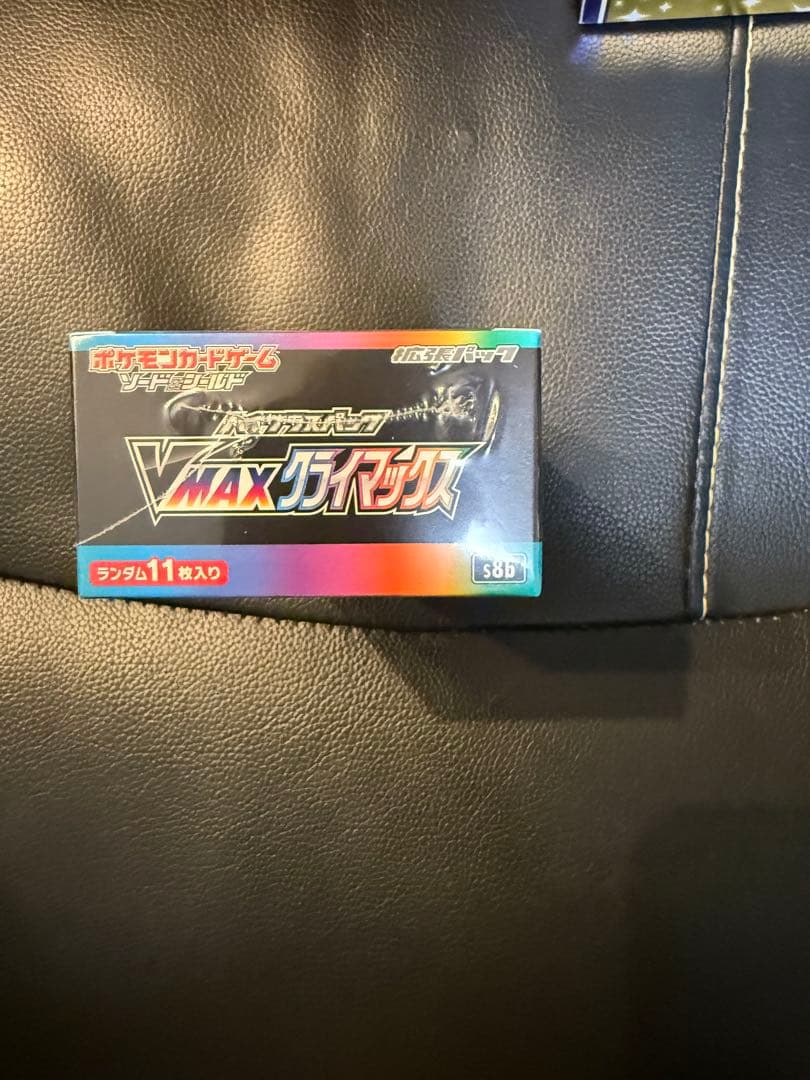 ポケモンカードゲーム
ソード&シールド
拡張パック
ハイクラスパック
VMAXクライマックス
ランダム11枚入り
s8b